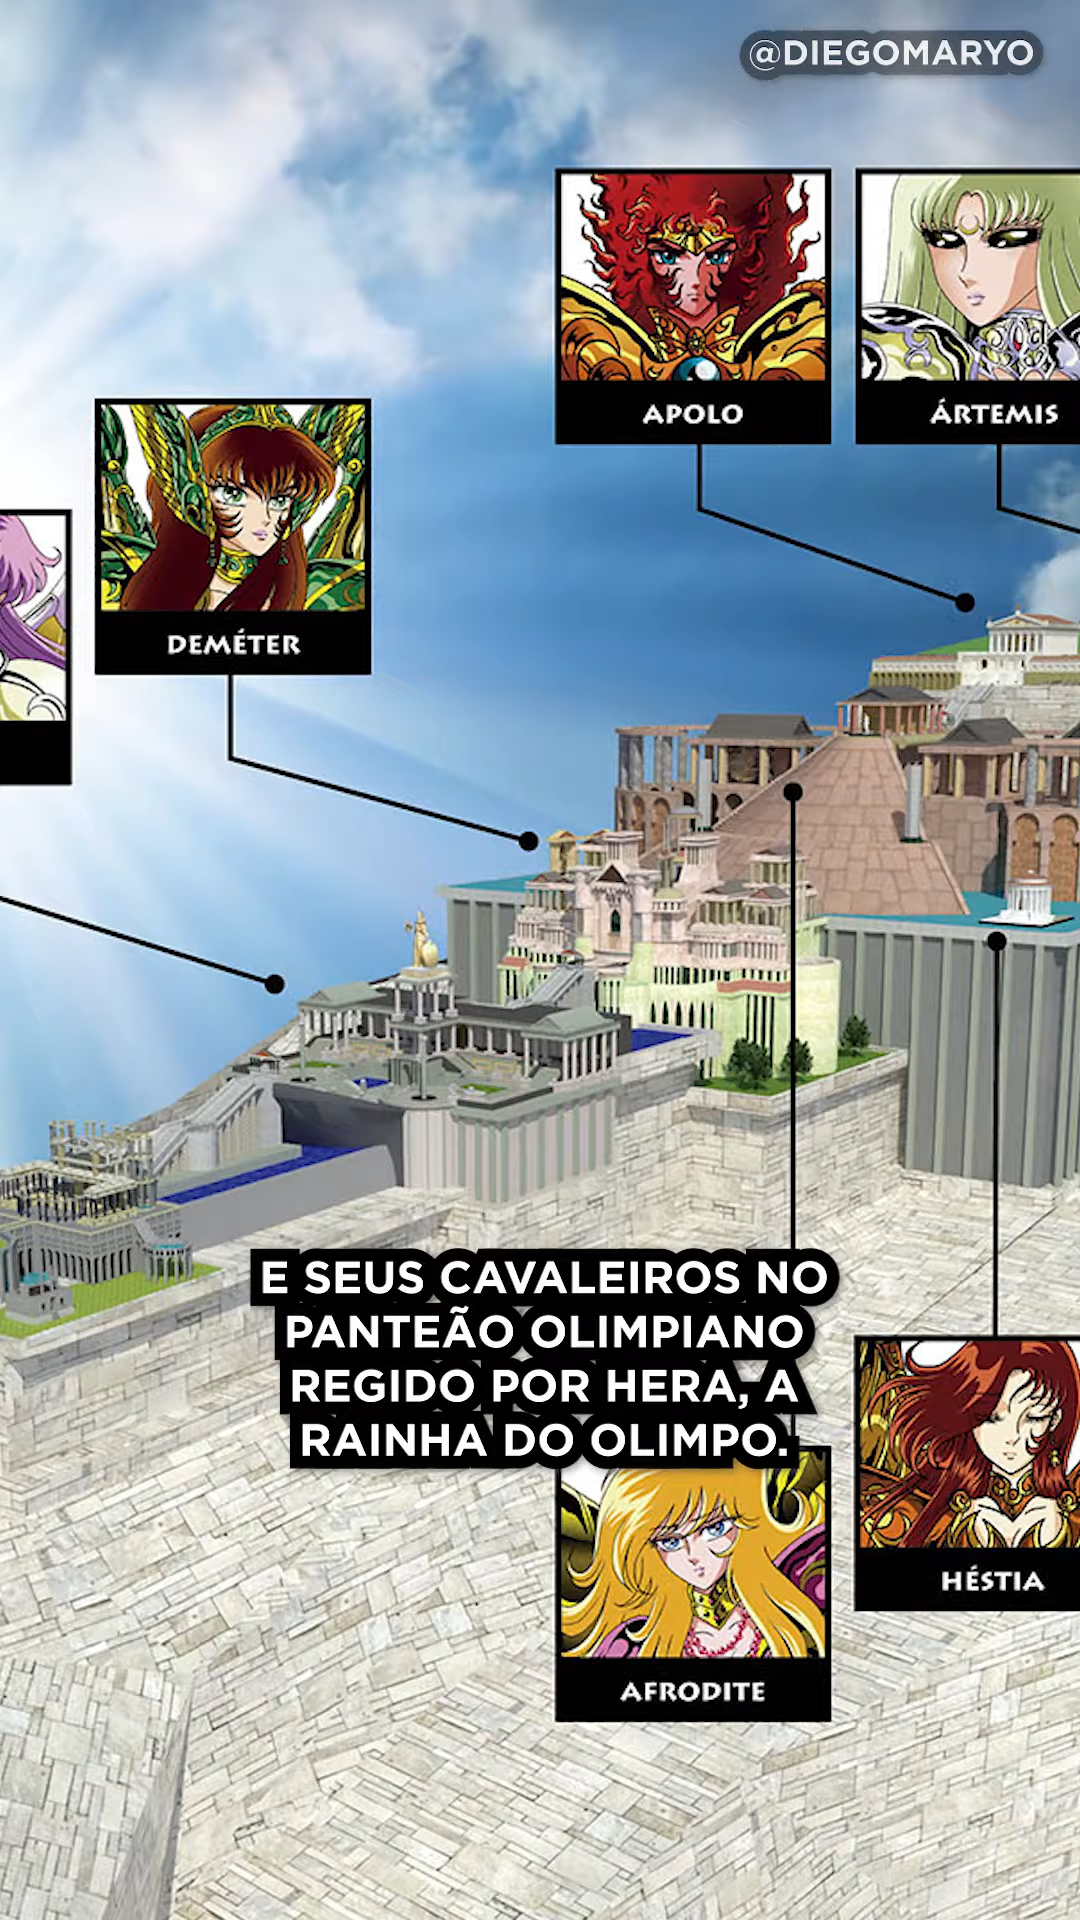 @DIEGOMARYO
APOLO
ÁRTEMIS
DEMÉTER
E SEUS CAVALEIROS NO
PANTEÃO OLIMPIANO
REGIDO POR HERA, A
RAINHA DO OLIMPO.
HÉSTIA
AFRODITE